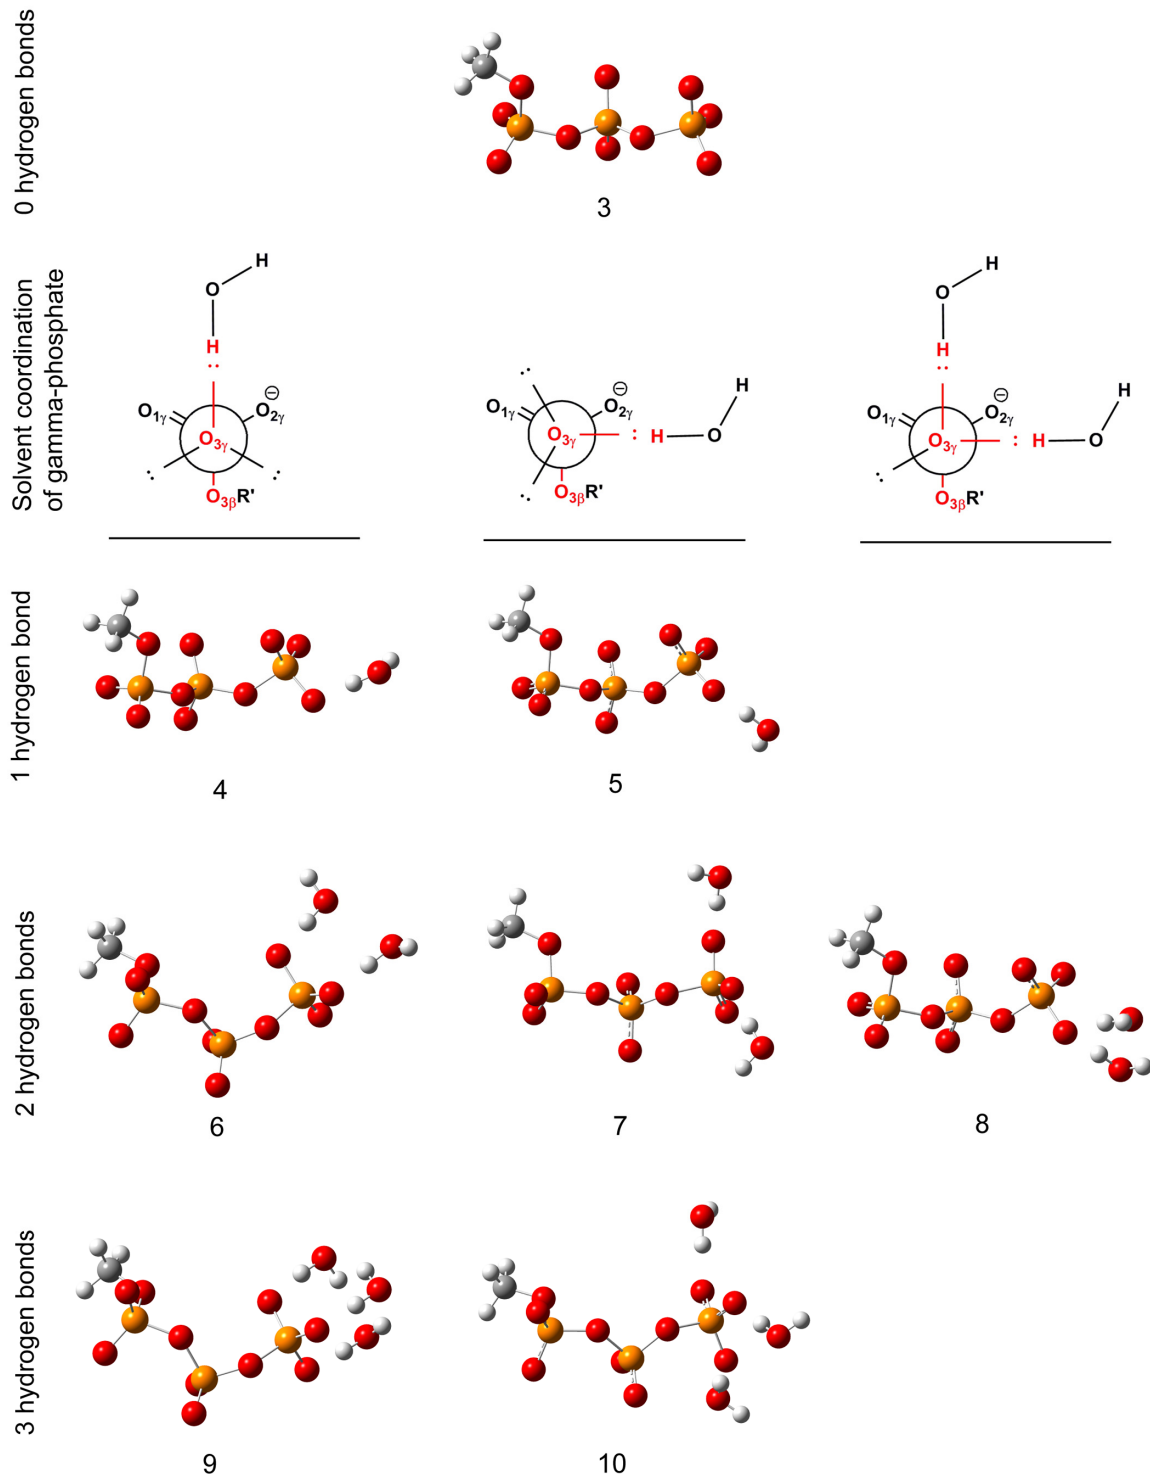 0 hydrogen bonds
3
Solvent coordination
of gamma-phosphate
H
O
H
:
O1γ
O2γ
⊖
O3γ
:
:
O3βR'
:
O1γ
O2γ
⊖
O3γ
:
H
O
H
:
O3βR'
H
O
H
:
O1γ
O2γ
⊖
O3γ
:
H
O
H
:
O3βR'
1 hydrogen bond
4
5
2 hydrogen bonds
6
7
8
3 hydrogen bonds
9
10